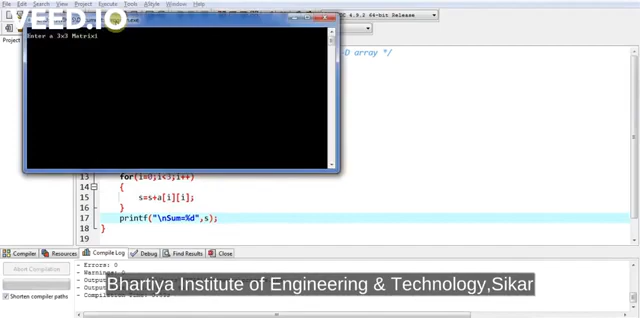 File Edit Search View Project Execute Tools AStyle Window Help
VEED.IO
4.9.2 64-bit Release
Project
Enter a 3x3 Matrix1
-D array */
13 for(i=0;i<3;i++)
14 {
15 s=s+a[i][i];
16 }
17 printf("\nSum=%d",s);
18 }
19
Compiler Resources Compile Log Debug Find Results Close
Abort Compilation
Shorten compiler paths
- Errors: 0
- Warnings: 0
- Output
- Output
- Compilation Time:
Bhartiya Institute of Engineering & Technology,Sikar